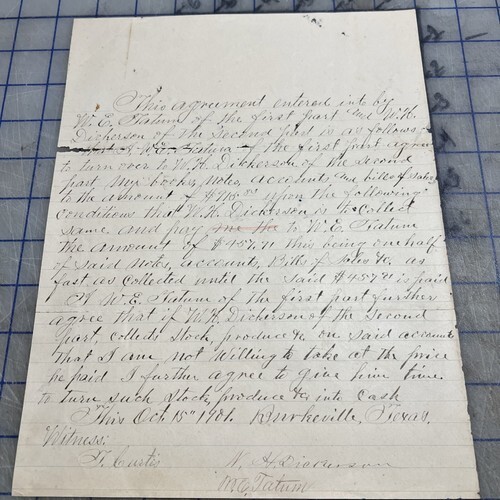 This agreement entered into by
W. E. Tatum of the first part and W. H.
Dickerson of the Second part is as follows,
W. E. Tatum of the first part agree
to turn over to W. H. Dickerson of the Second
part my books, notes, accounts and bills of sales
to the amount of upon the following
conditions that W. H. Dickerson is to collect
same and pay to W. E. Tatum
the amount of $457.71 this being one half
of said notes, accounts, Bills of sales &c, as
fast as collected until the said $457.71 is paid
I W. E. Tatum of the first part further
agree that if W. H. Dickerson of the Second
part, collects stock, produce &c on said accounts
that I am not willing to take at the price
he paid I further agree to give him time
to turn such stock, produce &c into cash
This Oct 15th 1901. Burkeville, Texas.
Witness:
T. Curtis W. H. Dickerson
W. E. Tatum